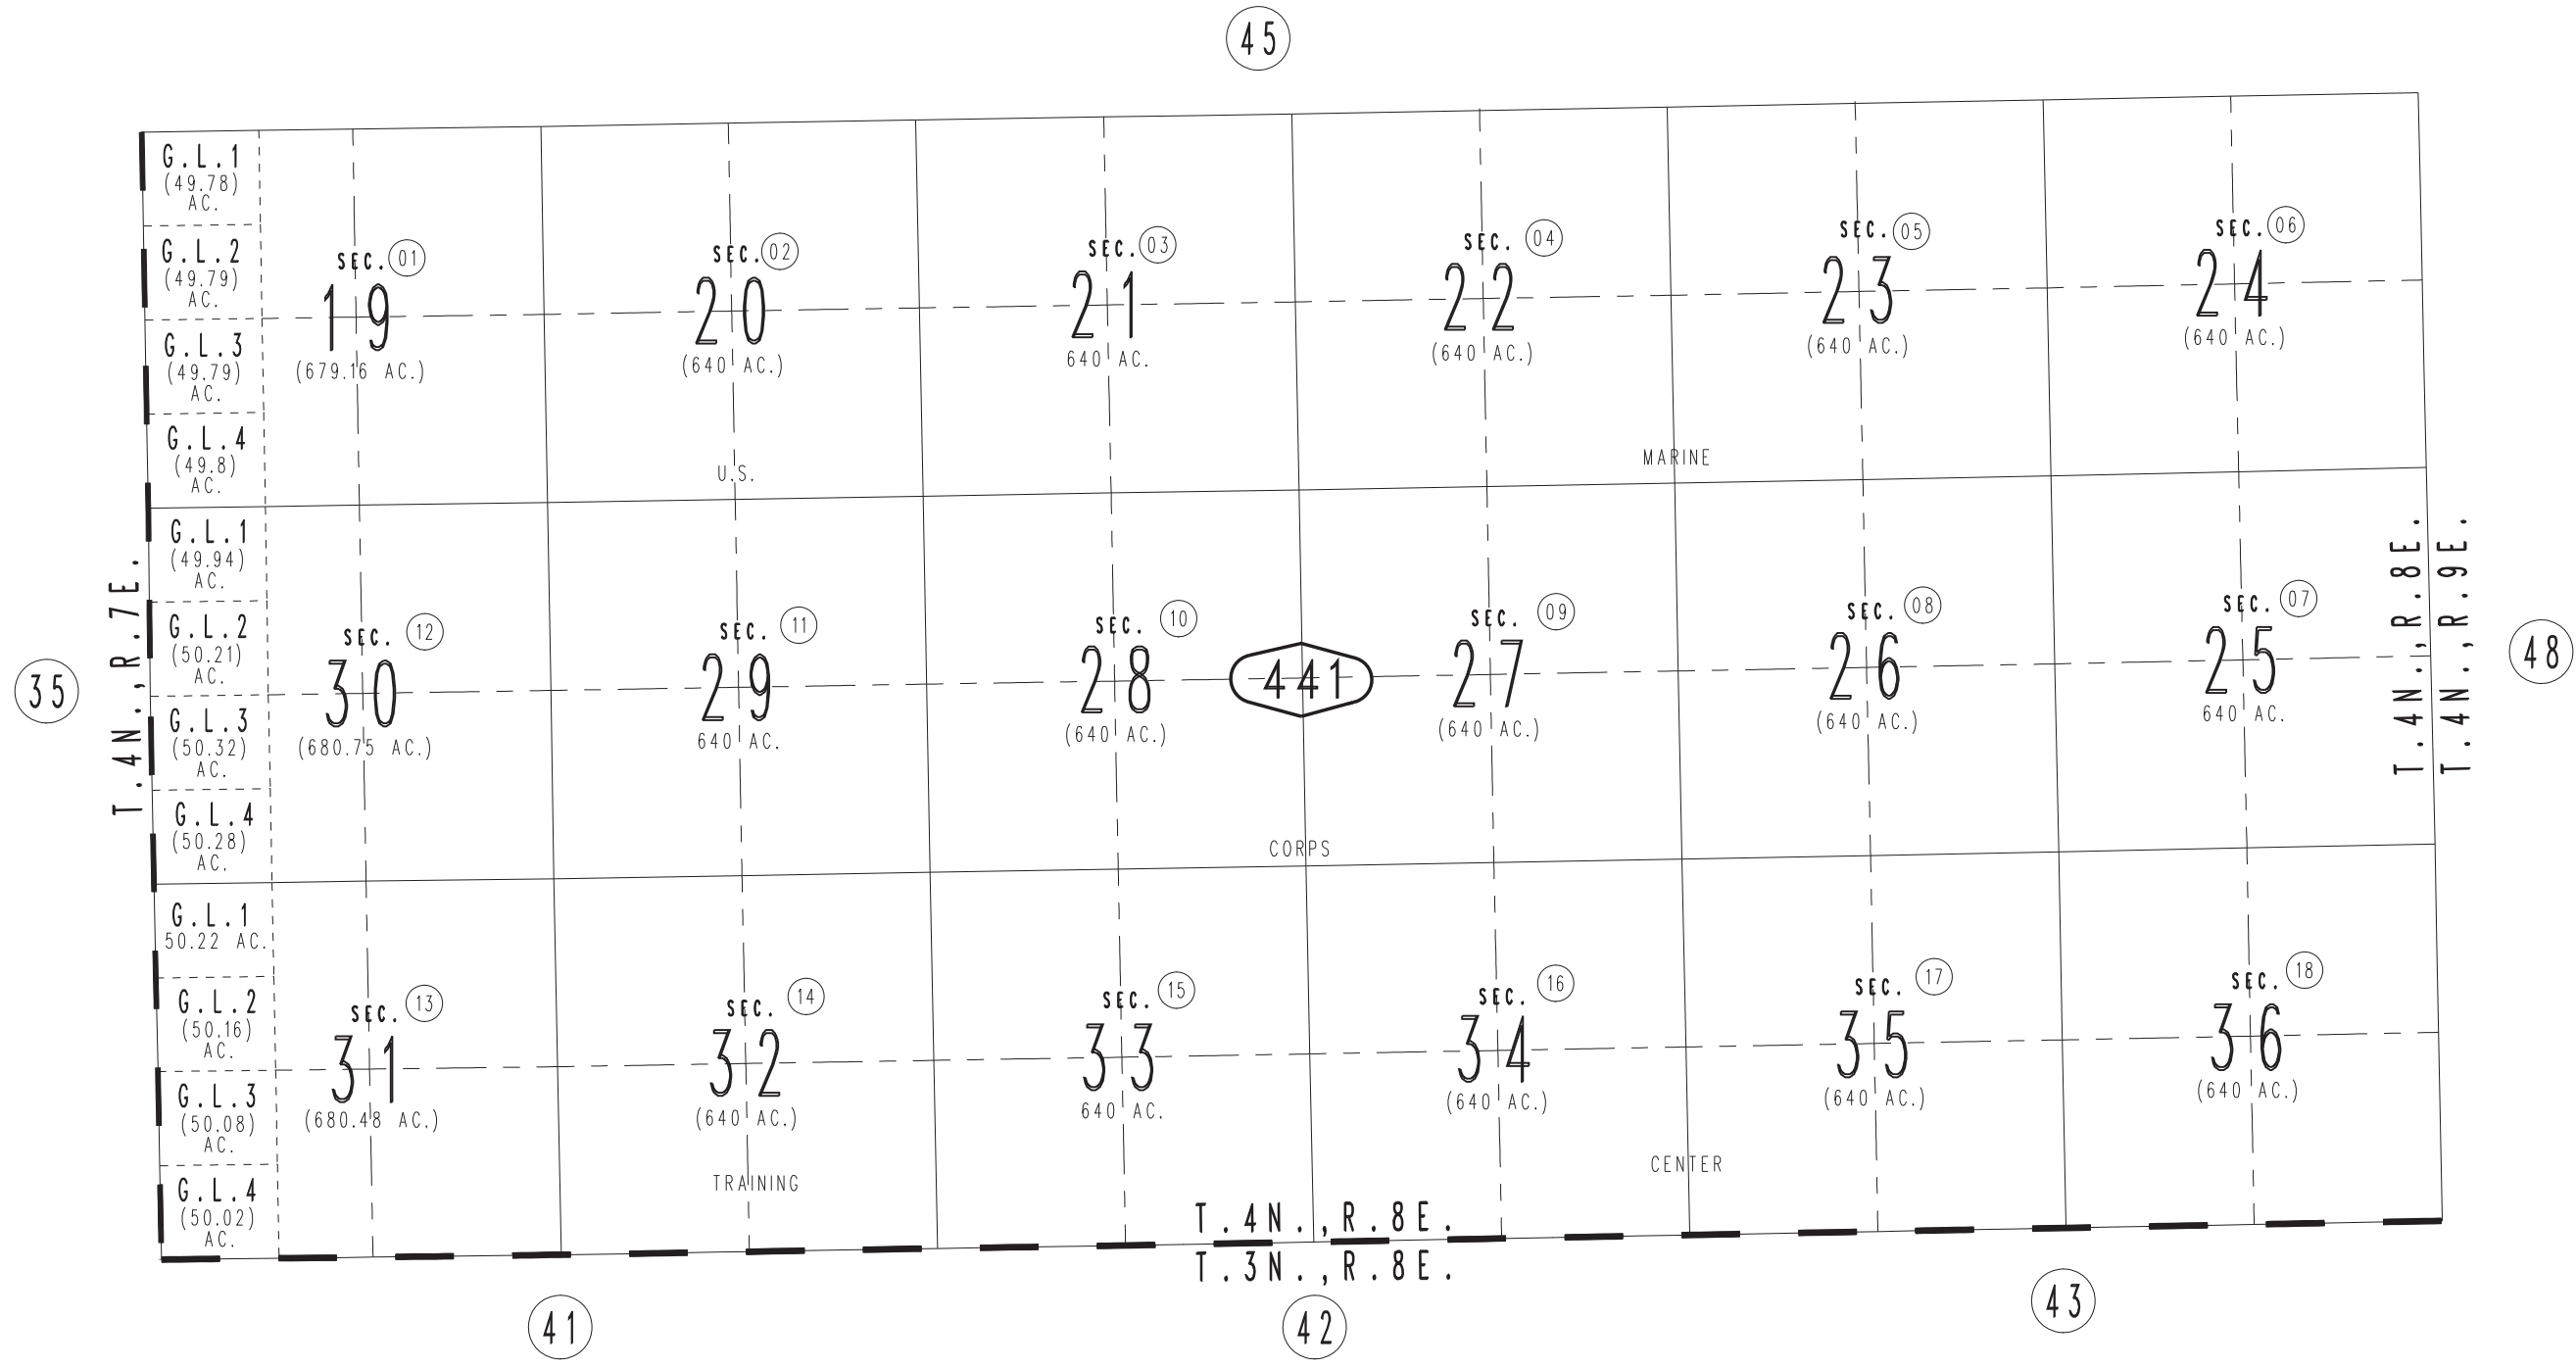 45
G.L.1
(49.78)
AC.
G.L.2
(49.79)
AC.
G.L.3
(49.79)
AC.
G.L.4
(49.8)
AC.
SEC. 01
19
(679.16 AC.)
SEC. 02
20
(640 AC.)
SEC. 03
21
640 AC.
SEC. 04
22
(640 AC.)
SEC. 05
23
(640 AC.)
SEC. 06
24
(640 AC.)
U.S.
MARINE
G.L.1
(49.94)
AC.
G.L.2
(50.21)
AC.
G.L.3
(50.32)
AC.
G.L.4
(50.28)
AC.
35
T.4N.,R.7E.
SEC. 12
30
(680.75 AC.)
SEC. 11
29
640 AC.
SEC. 10
28
(640 AC.)
441
SEC. 09
27
(640 AC.)
SEC. 08
26
(640 AC.)
SEC. 07
25
640 AC.
T.4N.,R.8E.
T.4N.,R.9E.
48
CORPS
G.L.1
50.22 AC.
G.L.2
(50.16)
AC.
G.L.3
(50.08)
AC.
G.L.4
(50.02)
AC.
SEC. 13
31
(680.48 AC.)
SEC. 14
32
(640 AC.)
SEC. 15
33
640 AC.
SEC. 16
34
(640 AC.)
SEC. 17
35
(640 AC.)
SEC. 18
36
(640 AC.)
TRAINING
CENTER
T.4N.,R.8E.
T.3N.,R.8E.
41
42
43